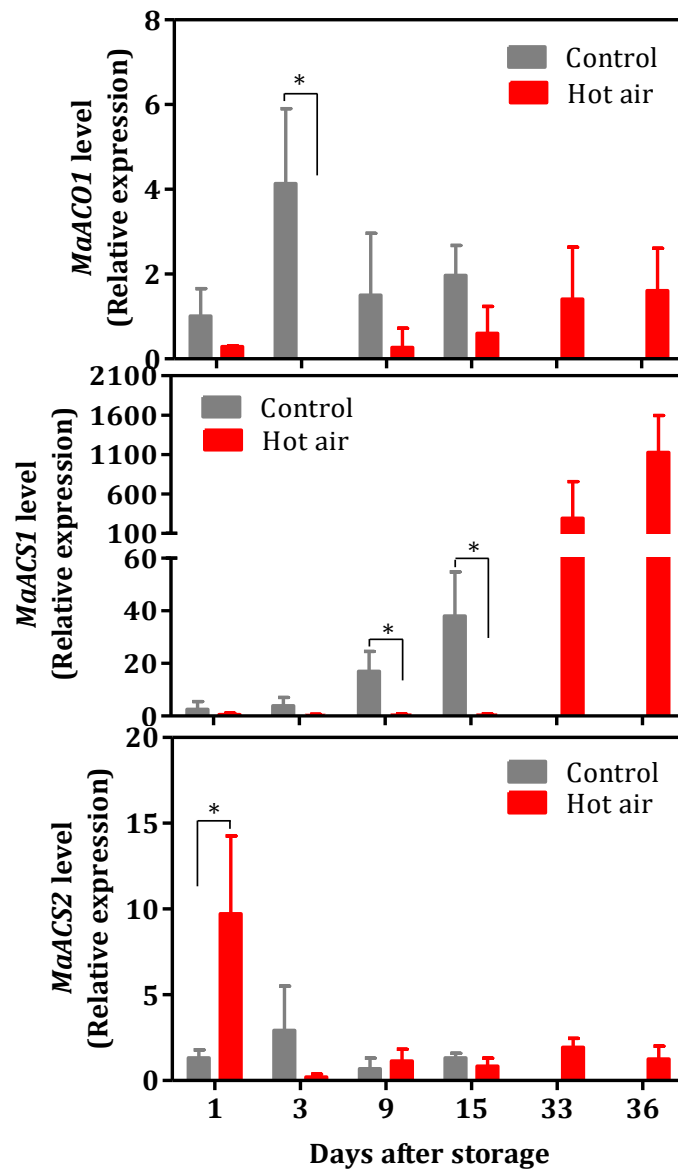 8
6
4
2
0
MaACO1 level
(Relative expression)
*
Control
Hot air
2100
1600
1100
600
100
60
40
20
0
MaACS1 level
(Relative expression)
Control
Hot air
*
*
20
15
10
5
0
MaACS2 level
(Relative expression)
*
Control
Hot air
1 3 9 15 33 36
Days after storage